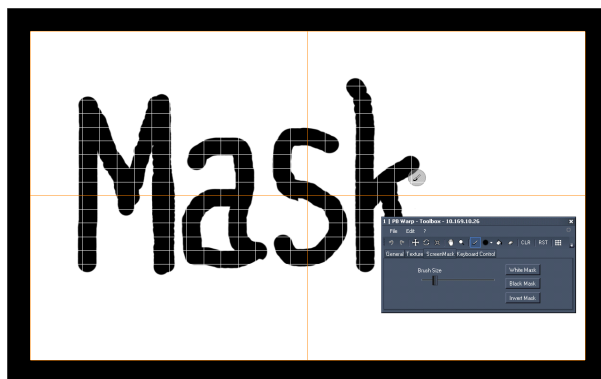 Mask
[ ] PB Warp - Toolbox - 10.169.10.26
File Edit ?
CLR RST
General Texture ScreenMask Keyboard Control
Brush Size
White Mask
Black Mask
Invert Mask